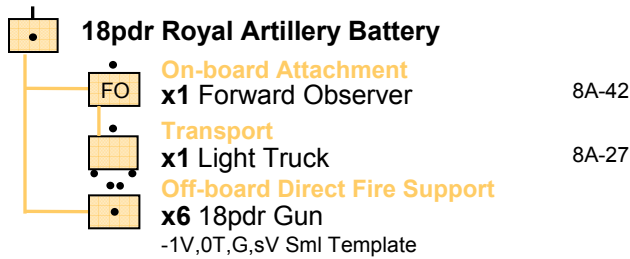 18pdr Royal Artillery Battery
On-board Attachment
FO
x1 Forward Observer 8A-42
Transport
x1 Light Truck 8A-27
Off-board Direct Fire Support
x6 18pdr Gun
-1V,0T,G,sV Sml Template